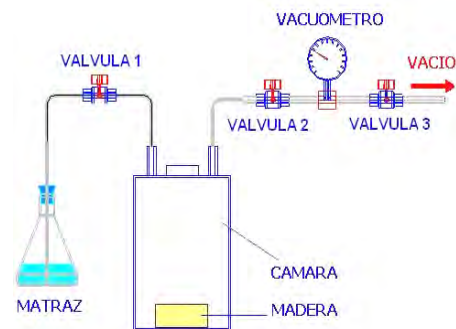 VACUOMETRO
VALVULA 1
VACIO
VALVULA 2
VALVULA 3
CAMARA
MATRAZ
MADERA